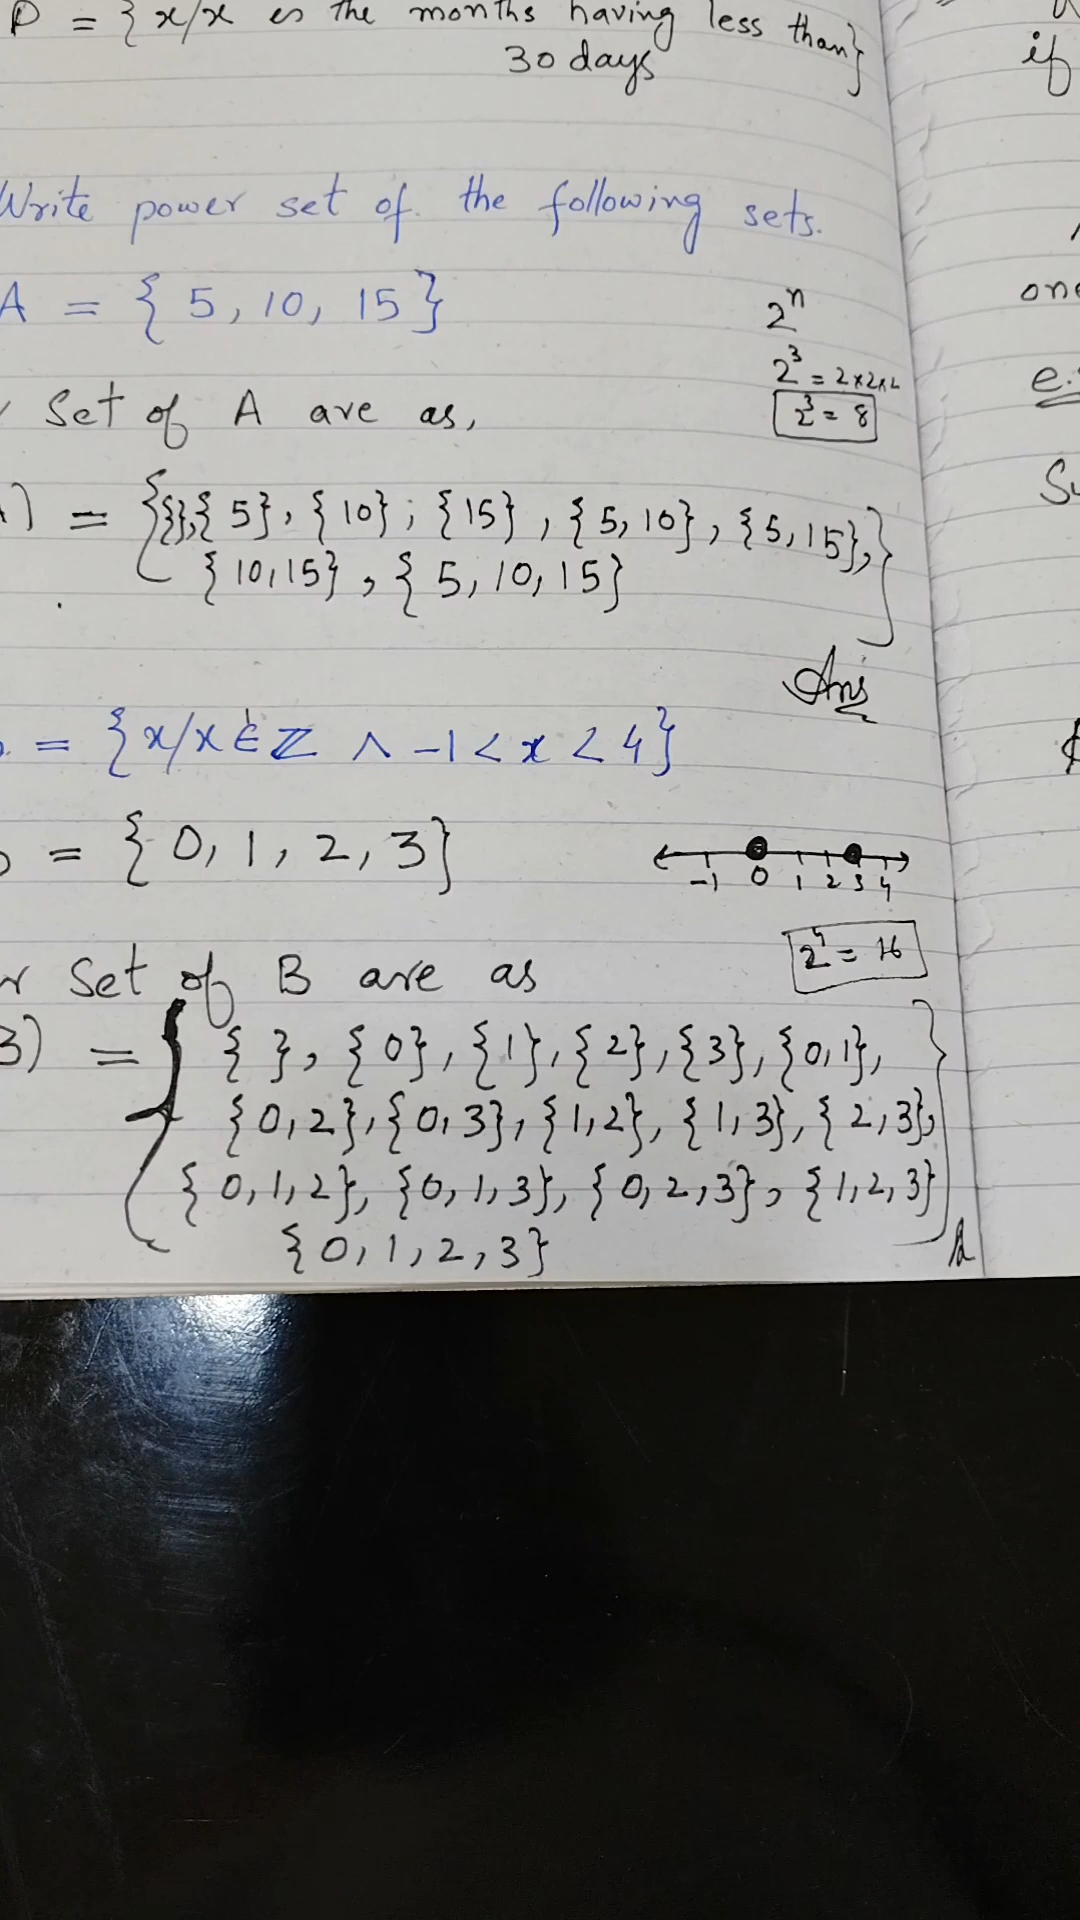 P = {x/x is the months having less than}
30 days
Write power set of the following sets.
A = {5, 10, 15}
2ⁿ
2³ = 2×2×2
2³ = 8
Set of A are as,
) = {{},{5}, {10}; {15}, {5,10}, {5,15},
{10,15}, {5,10,15}}
Ans
= {x/x ∈ Z ∧ -1 < x < 4}
= {0, 1, 2, 3}
-1 0 1 2 3 4
2⁴ = 16
r Set of B are as
B) = {{ }, {0}, {1}, {2}, {3}, {0,1},
{0,2}, {0,3}, {1,2}, {1,3}, {2,3},
{0,1,2}, {0,1,3}, {0,2,3}, {1,2,3}
{0,1,2,3}}
if
one
e.
Su